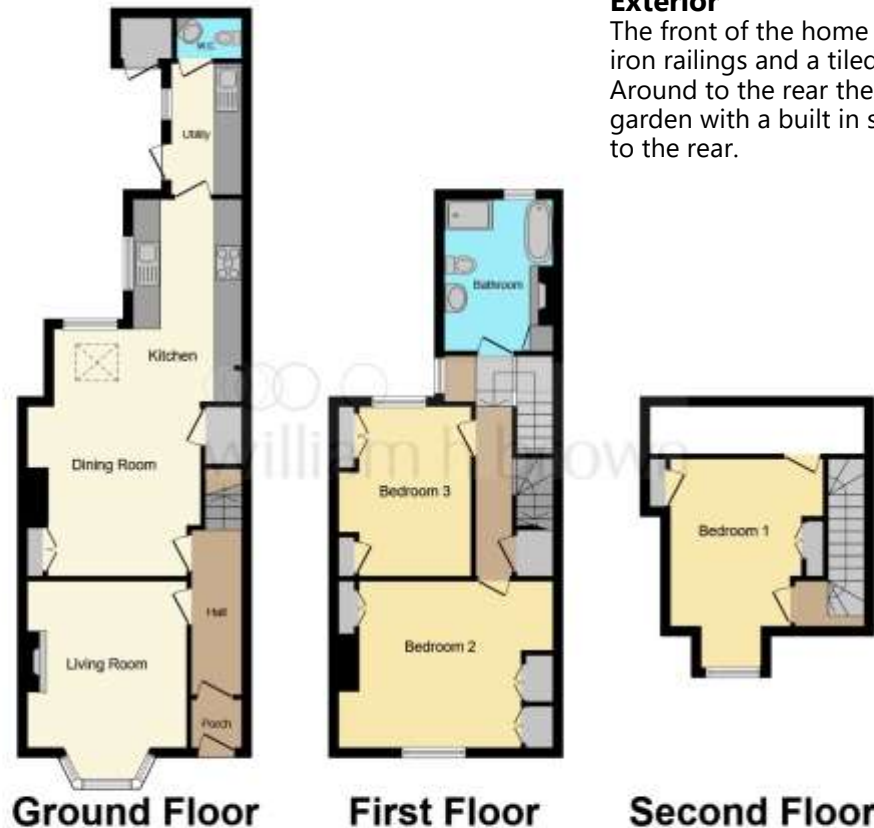 Exterior
The front of the home
iron railings and a tiled
Around to the rear the
garden with a built in s
to the rear.
W.C.
Utility
Kitchen
Dining Room
Hall
Living Room
Porch
Ground Floor
Bathroom
Bedroom 3
Bedroom 2
First Floor
Bedroom 1
Second Floor
william h brown